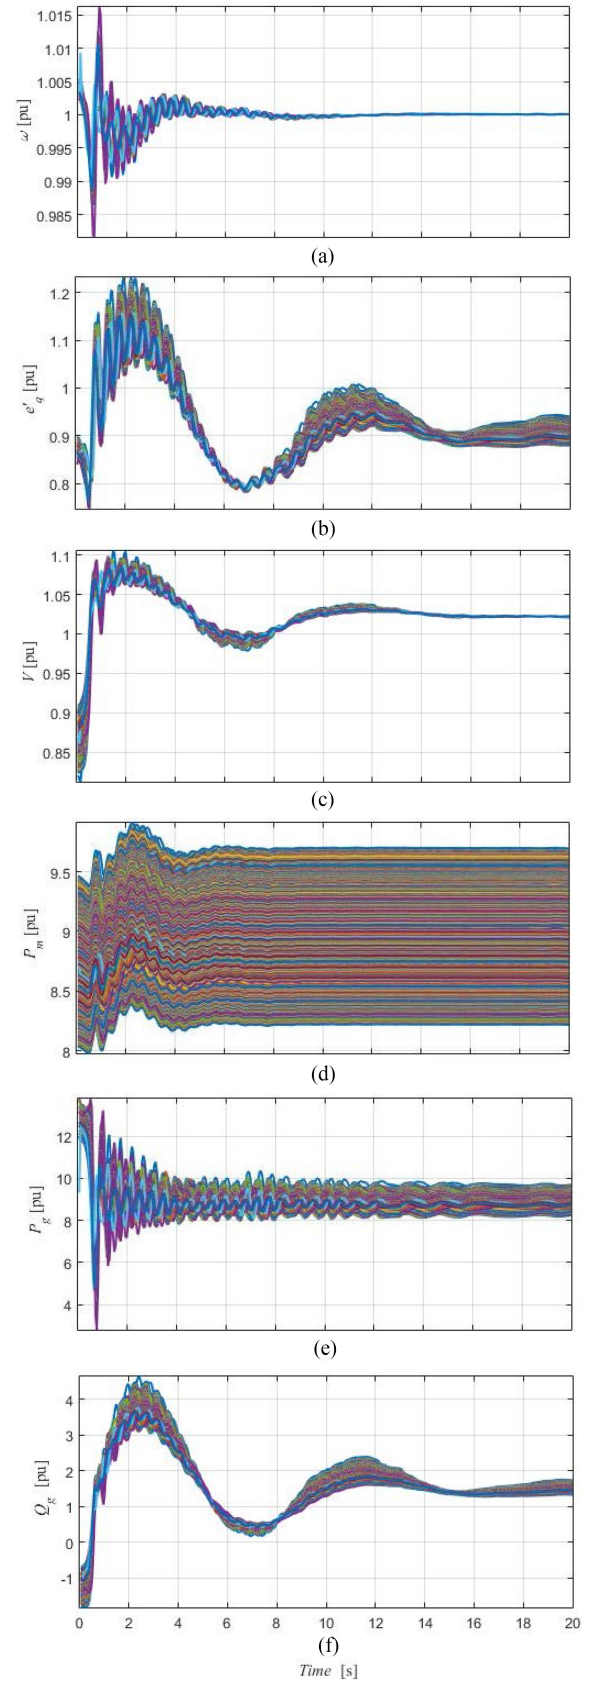 1.015
1.01
1.005
1
0.995
0.99
0.985
ω [pu]
(a)
1.2
1.1
1
0.9
0.8
e'q [pu]
(b)
1.1
1.05
1
0.95
0.9
0.85
V [pu]
(c)
9.5
9
8.5
8
Pm [pu]
(d)
12
10
8
6
4
Pg [pu]
(e)
4
3
2
1
0
-1
Qg [pu]
0 2 4 6 8 10 12 14 16 18 20
(f)
Time [s]